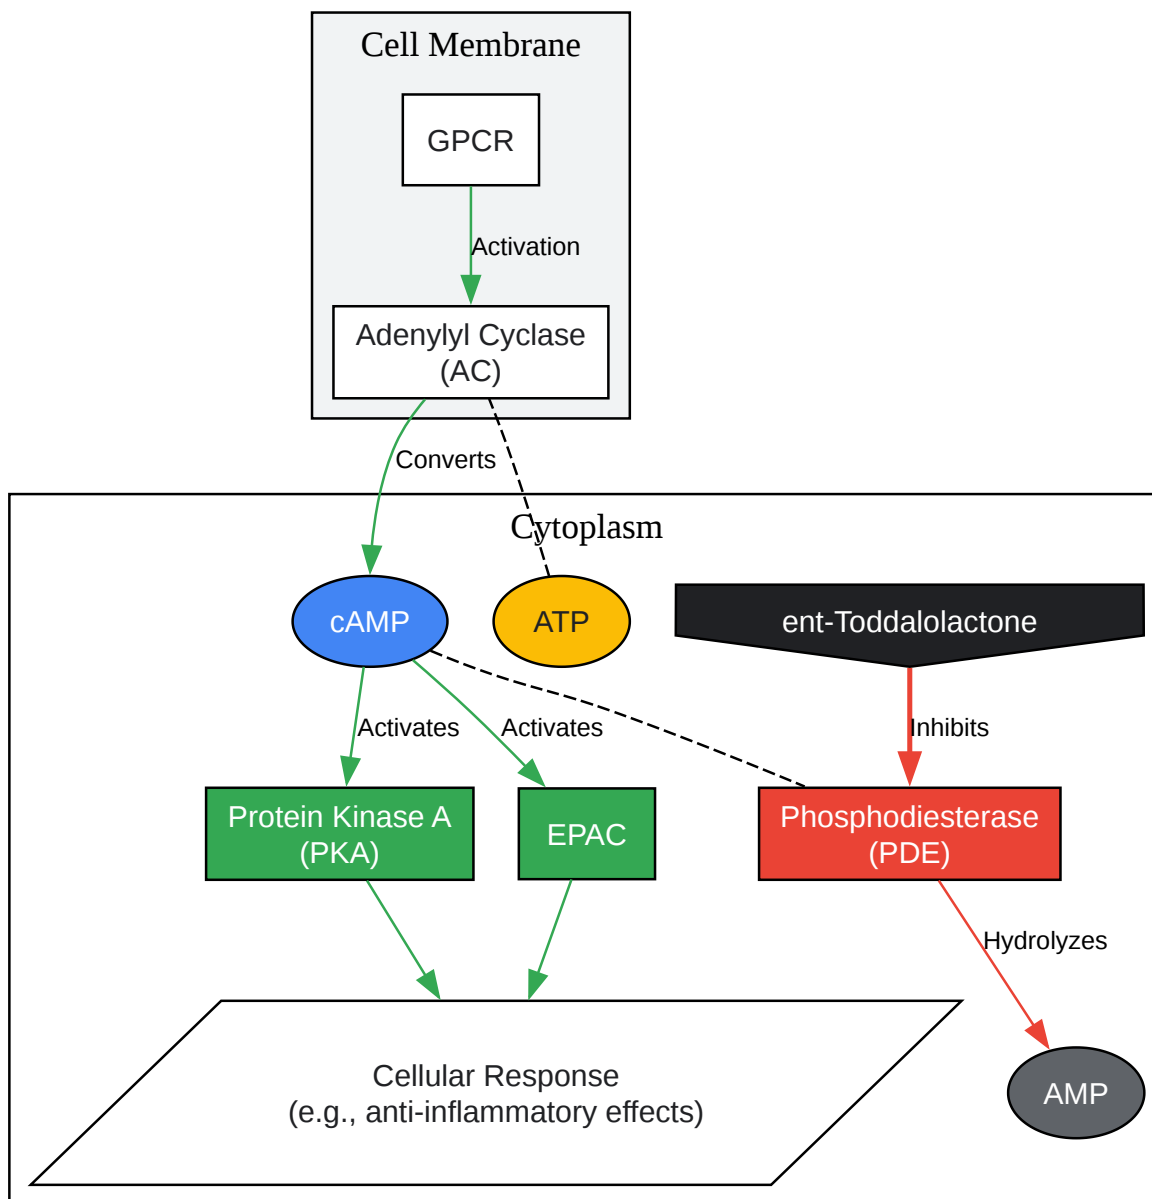 Cell Membrane
GPCR
Activation
Adenylyl Cyclase
(AC)
Converts
Cytoplasm
cAMP
ATP
ent-Toddalolactone
Activates
Activates
Inhibits
Protein Kinase A
(PKA)
EPAC
Phosphodiesterase
(PDE)
Hydrolyzes
Cellular Response
(e.g., anti-inflammatory effects)
AMP